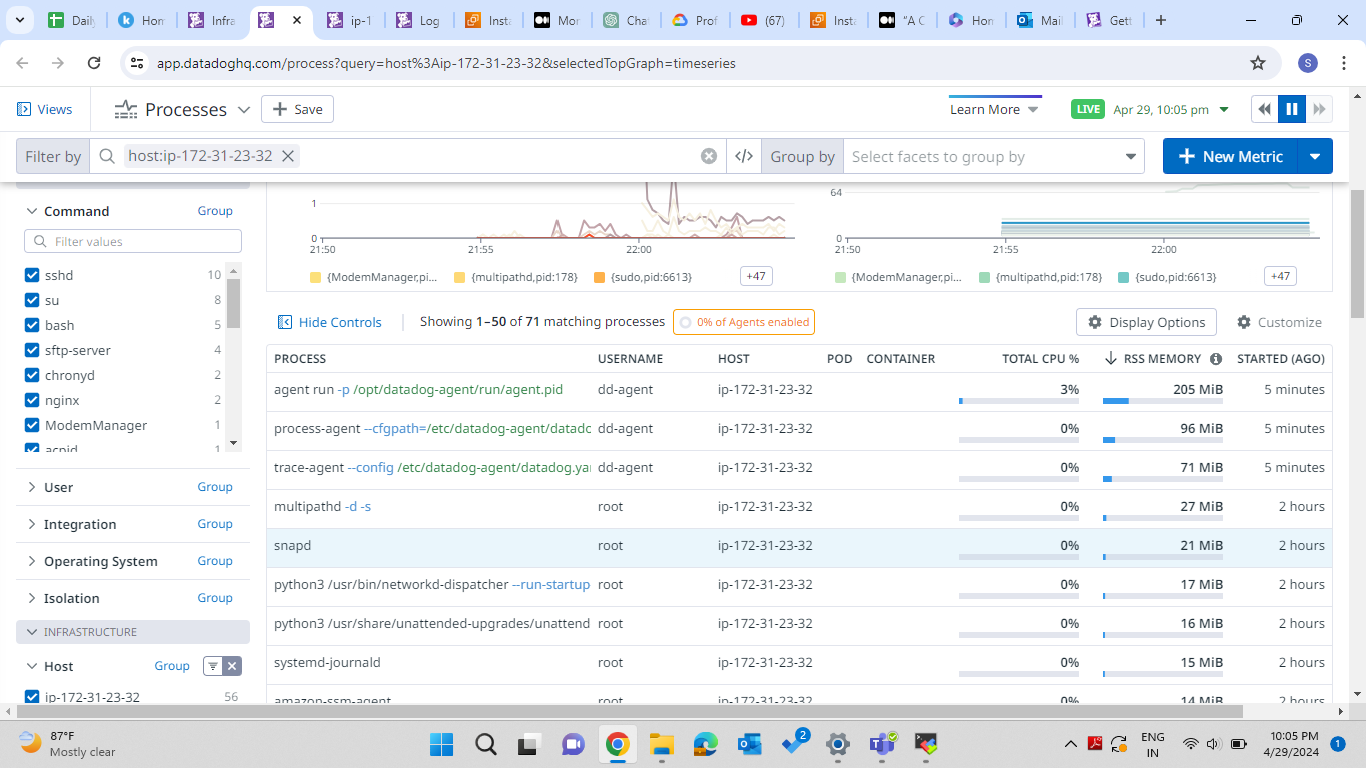 Daily
Hom
Infra
ip-1
Log
Insta
Mor
Chat
Prof
(67)
Insta
"A C
Hon
Mail
Gett
app.datadoghq.com/process?query=host%3Aip-172-31-23-32&selectedTopGraph=timeseries
S
Views
Processes
+ Save
Learn More
LIVE
Apr 29, 10:05 pm
Filter by
host:ip-172-31-23-32
</>
Group by
Select facets to group by
+ New Metric
Command
Group
Filter values
sshd 10
su 8
bash 5
sftp-server 4
chronyd 2
nginx 2
ModemManager 1
acpid 1
User Group
Integration Group
Operating System Group
Isolation Group
INFRASTRUCTURE
Host Group
ip-172-31-23-32 56
1
0
21:50 21:55 22:00
{ModemManager,pi... {multipathd,pid:178} {sudo,pid:6613} +47
64
0
21:50 21:55 22:00
{ModemManager,pi... {multipathd,pid:178} {sudo,pid:6613} +47
Hide Controls
Showing 1–50 of 71 matching processes
0% of Agents enabled
Display Options
Customize
PROCESS USERNAME HOST POD CONTAINER TOTAL CPU % RSS MEMORY STARTED (AGO)
agent run -p /opt/datadog-agent/run/agent.pid dd-agent ip-172-31-23-32 3% 205 MiB 5 minutes
process-agent --cfgpath=/etc/datadog-agent/datadc dd-agent ip-172-31-23-32 0% 96 MiB 5 minutes
trace-agent --config /etc/datadog-agent/datadog.yai dd-agent ip-172-31-23-32 0% 71 MiB 5 minutes
multipathd -d -s root ip-172-31-23-32 0% 27 MiB 2 hours
snapd root ip-172-31-23-32 0% 21 MiB 2 hours
python3 /usr/bin/networkd-dispatcher --run-startup root ip-172-31-23-32 0% 17 MiB 2 hours
python3 /usr/share/unattended-upgrades/unattend root ip-172-31-23-32 0% 16 MiB 2 hours
systemd-journald root ip-172-31-23-32 0% 15 MiB 2 hours
amazon-ssm-agent root ip-172-31-23-32 0% 14 MiB 2 hours
87°F
Mostly clear
2
ENG
IN
10:05 PM
4/29/2024
1